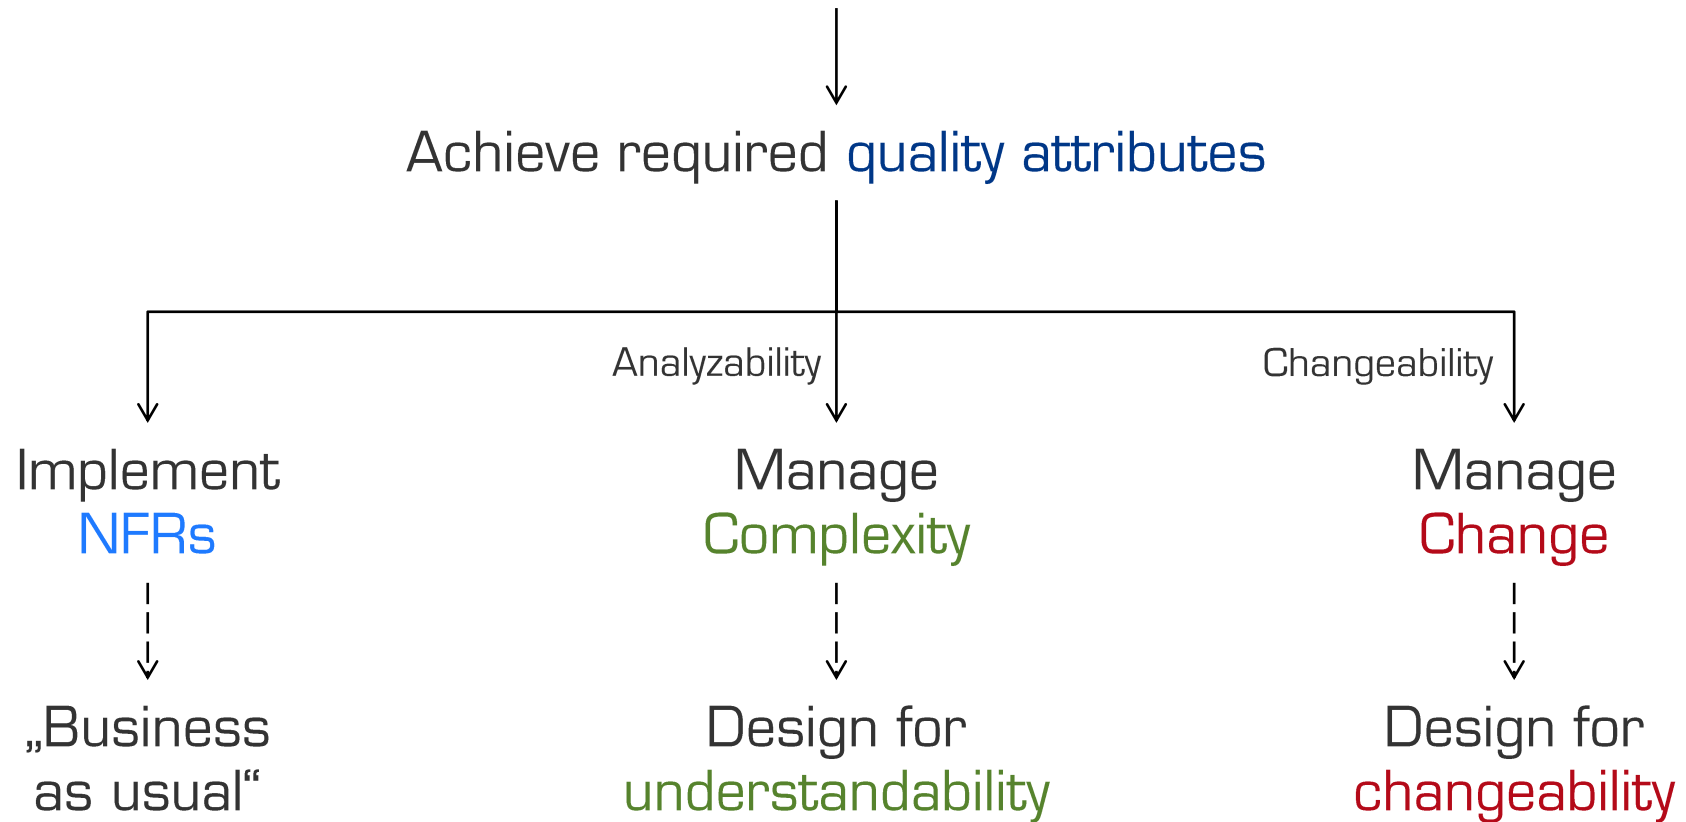 Achieve required quality attributes
Analyzability
Changeability
Implement
NFRs
Manage
Complexity
Manage
Change
„Business
as usual“
Design for
understandability
Design for
changeability